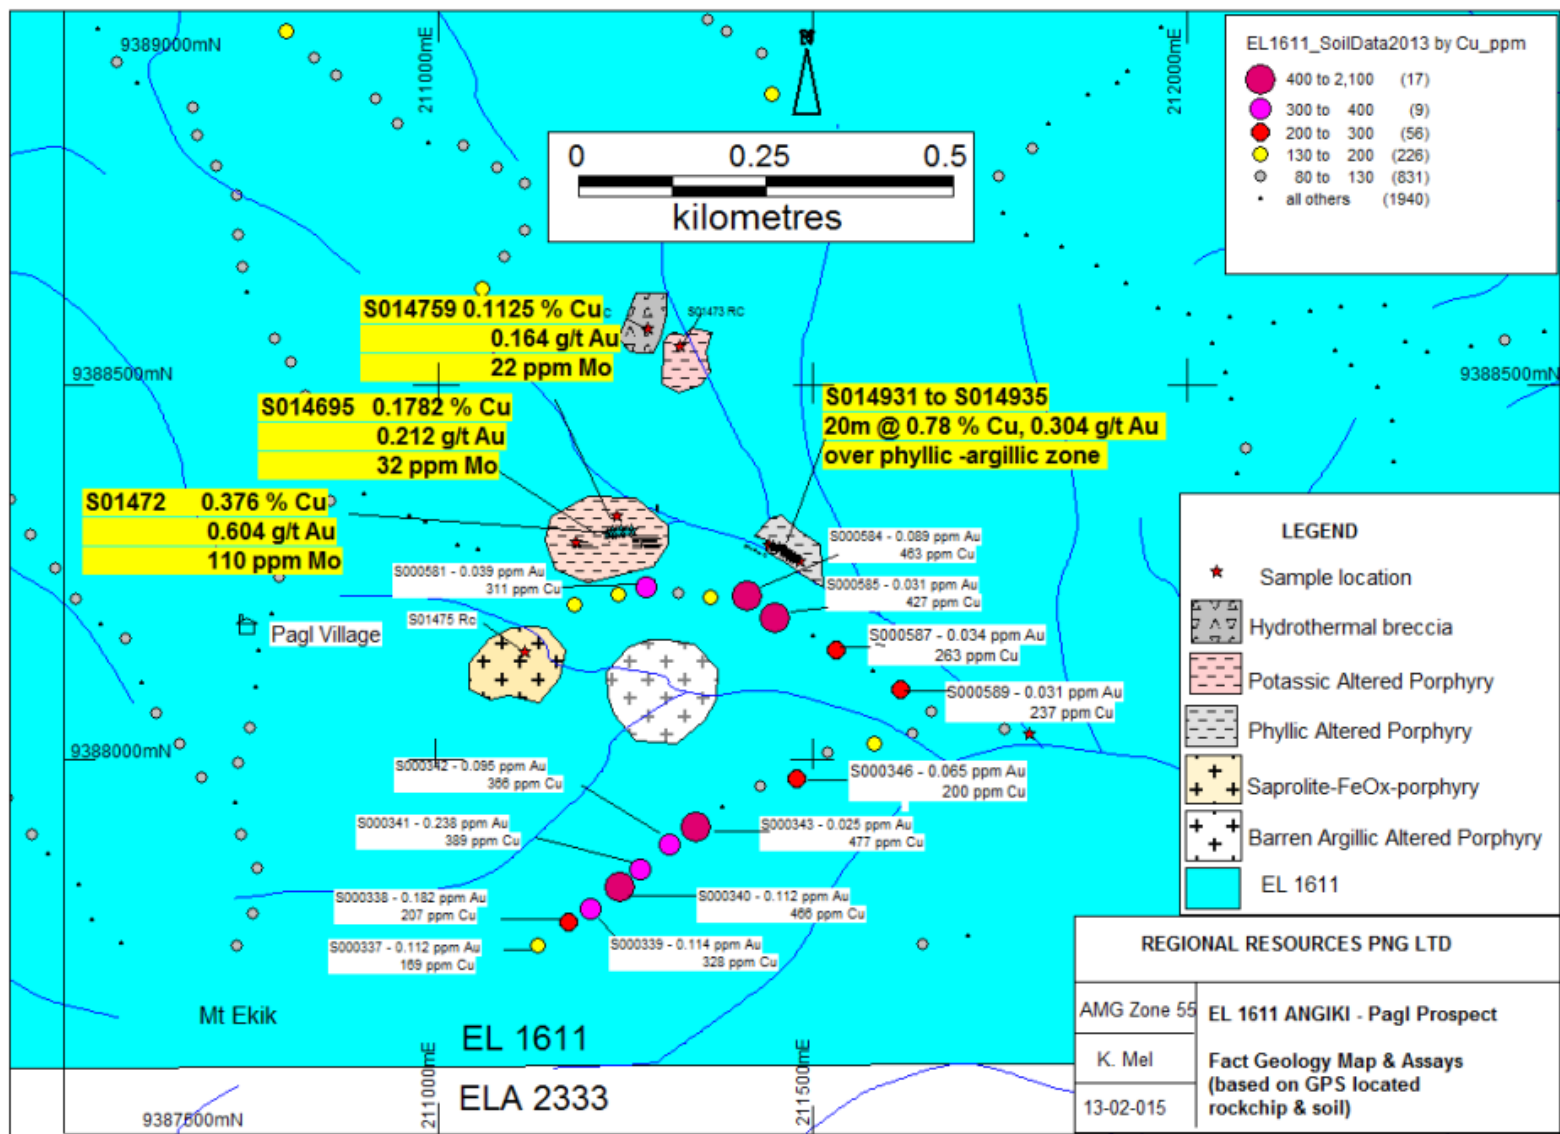 9389000mN
211000mE
N
212000mE
EL1611_SoilData2013 by Cu_ppm
400 to 2,100 (17)
300 to 400 (9)
200 to 300 (56)
130 to 200 (226)
80 to 130 (831)
all others (1940)
0 0.25 0.5
kilometres
S014759 0.1125 % Cu
0.164 g/t Au
22 ppm Mo
S01473 RC
9388500mN
9388500mN
S014695 0.1782 % Cu
0.212 g/t Au
32 ppm Mo
S014931 to S014935
20m @ 0.78 % Cu, 0.304 g/t Au
over phyllic -argillic zone
S01472 0.376 % Cu
0.604 g/t Au
110 ppm Mo
S000584 - 0.089 ppm Au
463 ppm Cu
S000581 - 0.039 ppm Au
311 ppm Cu
S000585 - 0.031 ppm Au
427 ppm Cu
S01475 Rc
Pagl Village
S000587 - 0.034 ppm Au
263 ppm Cu
S000589 - 0.031 ppm Au
237 ppm Cu
9388000mN
S000342 - 0.095 ppm Au
366 ppm Cu
S000346 - 0.065 ppm Au
200 ppm Cu
S000341 - 0.238 ppm Au
389 ppm Cu
S000343 - 0.025 ppm Au
477 ppm Cu
S000338 - 0.182 ppm Au
207 ppm Cu
S000340 - 0.112 ppm Au
466 ppm Cu
S000337 - 0.112 ppm Au
169 ppm Cu
S000339 - 0.114 ppm Au
328 ppm Cu
LEGEND
Sample location
Hydrothermal breccia
Potassic Altered Porphyry
Phyllic Altered Porphyry
Saprolite-FeOx-porphyry
Barren Argillic Altered Porphyry
EL 1611
Mt Ekik
EL 1611
ELA 2333
9387500mN
211000mE
211500mE
REGIONAL RESOURCES PNG LTD
AMG Zone 55
K. Mel
13-02-015
EL 1611 ANGIKI - Pagl Prospect
Fact Geology Map & Assays
(based on GPS located
rockchip & soil)